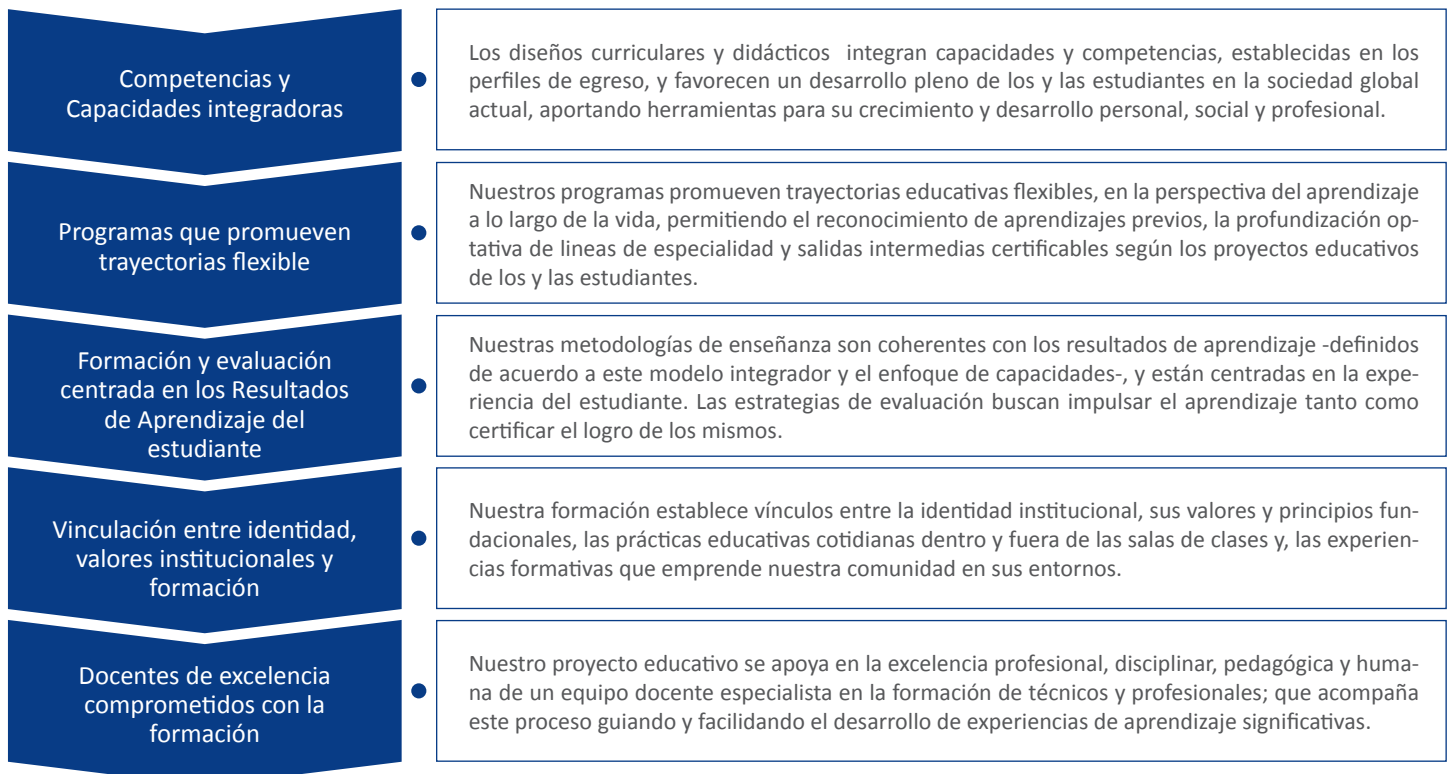 Competencias y
Capacidades integradoras
Los diseños curriculares y didácticos integran capacidades y competencias, establecidas en los
perfiles de egreso, y favorecen un desarrollo pleno de los y las estudiantes en la sociedad global
actual, aportando herramientas para su crecimiento y desarrollo personal, social y profesional.
Programas que promueven
trayectorias flexible
Nuestros programas promueven trayectorias educativas flexibles, en la perspectiva del aprendizaje
a lo largo de la vida, permitiendo el reconocimiento de aprendizajes previos, la profundización op-
tativa de lineas de especialidad y salidas intermedias certificables según los proyectos educativos
de los y las estudiantes.
Formación y evaluación
centrada en los Resultados
de Aprendizaje del
estudiante
Nuestras metodologías de enseñanza son coherentes con los resultados de aprendizaje -definidos
de acuerdo a este modelo integrador y el enfoque de capacidades-, y están centradas en la expe-
riencia del estudiante. Las estrategias de evaluación buscan impulsar el aprendizaje tanto como
certificar el logro de los mismos.
Vinculación entre identidad,
valores institucionales y
formación
Nuestra formación establece vínculos entre la identidad institucional, sus valores y principios fun-
dacionales, las prácticas educativas cotidianas dentro y fuera de las salas de clases y, las experien-
cias formativas que emprende nuestra comunidad en sus entornos.
Docentes de excelencia
comprometidos con la
formación
Nuestro proyecto educativo se apoya en la excelencia profesional, disciplinar, pedagógica y huma-
na de un equipo docente especialista en la formación de técnicos y profesionales; que acompaña
este proceso guiando y facilidando el desarrollo de experiencias de aprendizaje significativas.